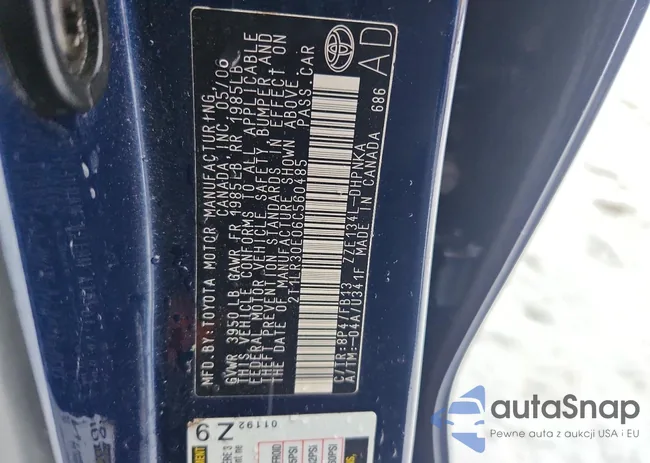 MFD.BY:TOYOTA MOTOR MANUFACTURING
CANADA, INC. 05/06
GVWR 3950 LB GAWR FR 1985LB RR 1985LB
THIS VEHICLE CONFORMS TO ALL APPLICABLE
FEDERAL MOTOR VEHICLE SAFETY, BUMPER AND
THEFT PREVENTION STANDARDS IN EFFECT ON
THE DATE OF MANUFACTURE SHOWN ABOVE
2T1LR30E06C560485 PASS.CAR
A/TR:8P4/FB13 ZZE134L-DHPNKA
A/TM:-04A/U341F MADE IN CANADA 686
AD
Z9
01192
autaSnap
Pewne auta z aukcji USA i EU